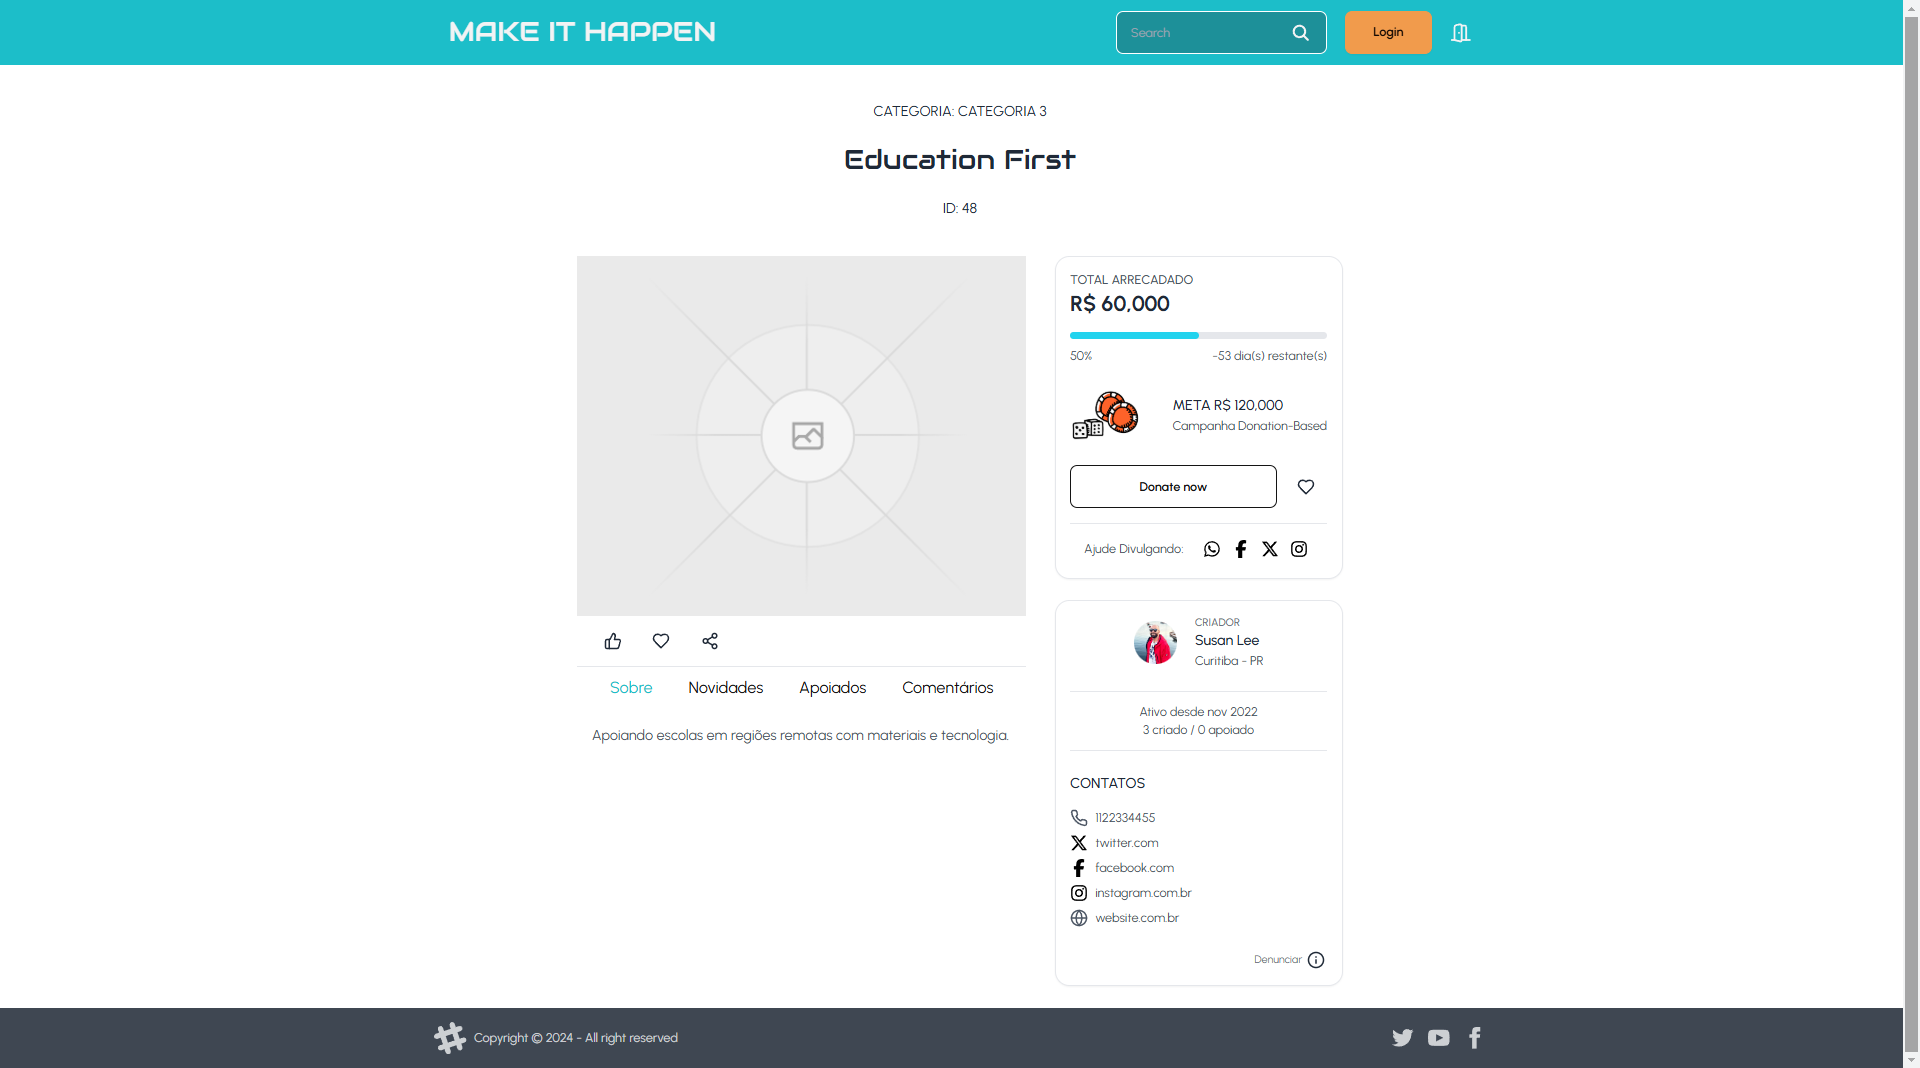 MAKE IT HAPPEN
Search
Login
CATEGORIA: CATEGORIA 3
Education First
ID: 48
TOTAL ARRECADADO
R$ 60,000
50%
-53 dia(s) restante(s)
META R$ 120,000
Campanha Donation-Based
Donate now
Ajude Divulgando:
Sobre
Novidades
Apoiados
Comentários
Apoiando escolas em regiões remotas com materiais e tecnologia.
CRIADOR
Susan Lee
Curitiba - PR
Ativo desde nov 2022
3 criado / 0 apoiado
CONTATOS
1122334455
twitter.com
facebook.com
instagram.com.br
website.com.br
Denunciar
Copyright © 2024 - All right reserved